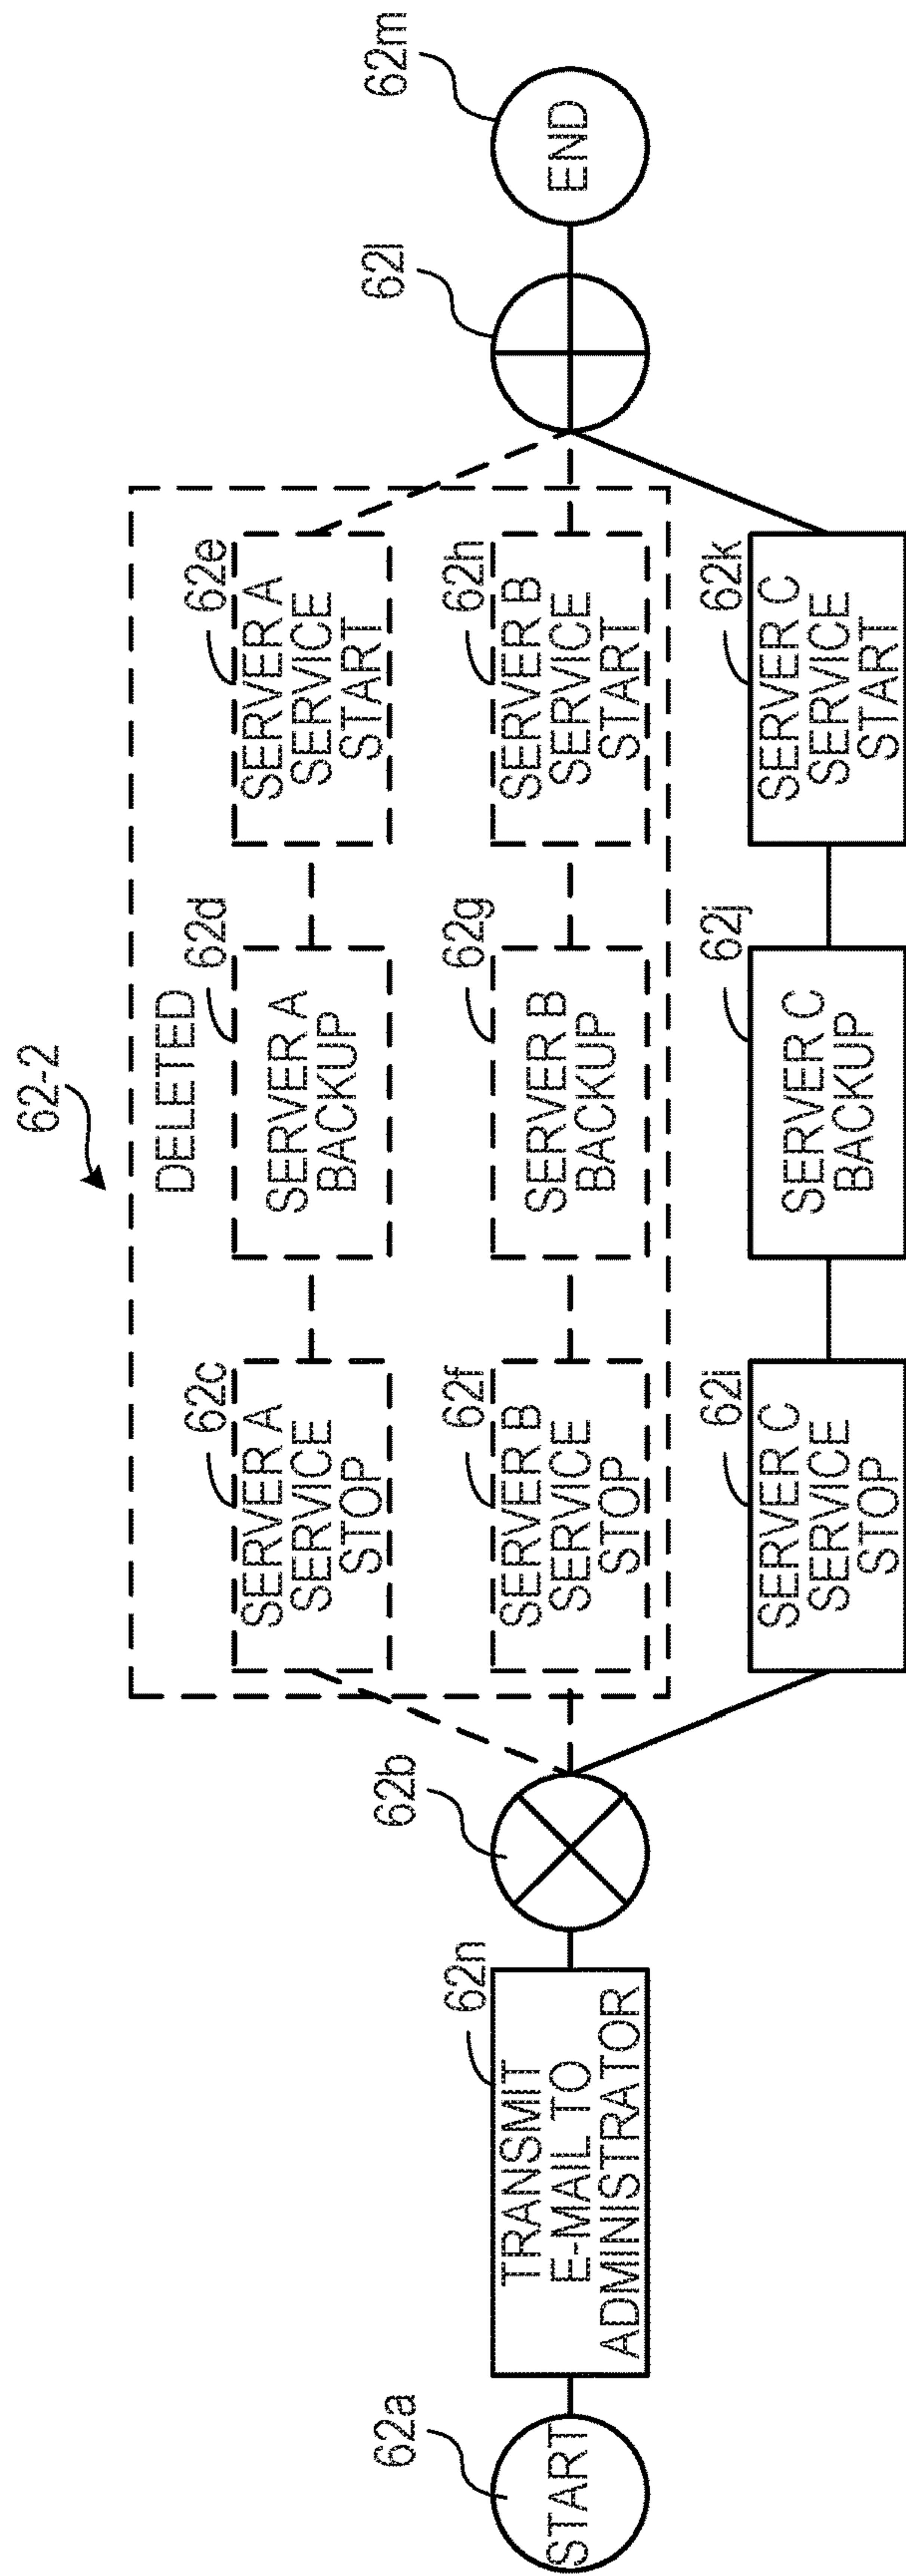 62-2
DELETED
62c
SERVER A
SERVICE
STOP
62d
SERVER A
BACKUP
62e
SERVER A
SERVICE
START
62a
START
62n
TRANSMIT
E-MAIL TO
ADMINISTRATOR
62b
62f
SERVER B
SERVICE
STOP
62g
SERVER B
BACKUP
62h
SERVER B
SERVICE
START
62l
62m
END
62i
SERVER C
SERVICE
STOP
62j
SERVER C
BACKUP
62k
SERVER C
SERVICE
START